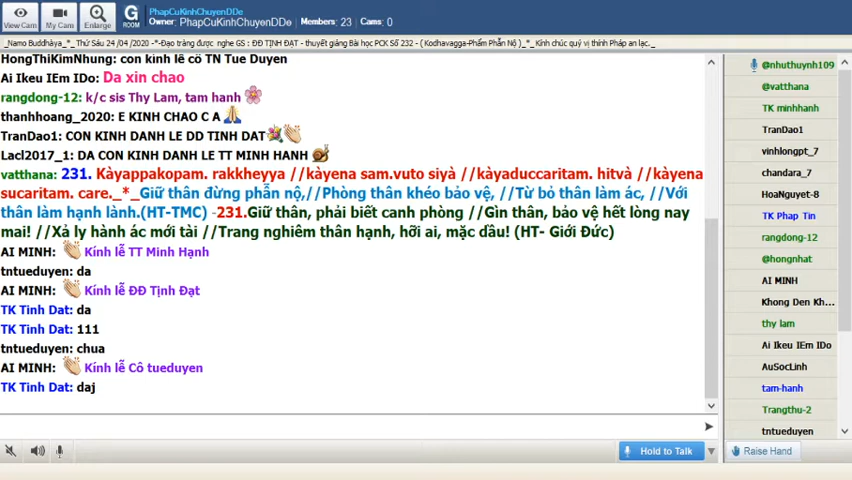 PhapCuKinhChuyenDDe
Owner: PhapCuKinhChuyenDDe Members: 23 Cams: 0
View Cam
My Cam
Enlarge
G
ROOM
_Namo Buddhàya_*_ Thứ Sáu 24 /04 /2020 -*-Đạo tràng được nghe GS : ĐĐ TỊNH ĐẠT - thuyết giảng Bài học PCK Số 232 - ( Kodhavagga-Phẩm Phẫn Nộ )_*_ Kính chúc quý vị thính Pháp an lạc._
HongThiKimNhung: con kinh lê cô TN Tue Duyen
Ai Ikeu IEm IDo: Da xin chao
rangdong-12: k/c sis Thy Lam, tam hanh
thanhhoang_2020: E KINH CHAO C A
TranDao1: CON KINH DANH LE DD TINH DAT
Lacl2017_1: DA CON KINH DANH LE TT MINH HANH
vatthana: 231. Kàyappakopam. rakkheyya //kàyena sam.vuto siyà //kàyaduccaritam. hitvà //kàyena
sucaritam. care._*_Giữ thân đừng phẫn nộ,//Phòng thân khéo bảo vệ, //Từ bỏ thân làm ác, //Với
thân làm hạnh lành.(HT-TMC) -231.Giữ thân, phải biết canh phòng //Gìn thân, bảo vệ hết lòng nay
mai! //Xả ly hành ác mới tài //Trang nghiêm thân hạnh, hỡi ai, mặc dầu! (HT- Giới Đức)
AI MINH: Kính lễ TT Minh Hạnh
tntueduyen: da
AI MINH: Kính lễ ĐĐ Tịnh Đạt
TK Tinh Dat: da
TK Tinh Dat: 111
tntueduyen: chua
AI MINH: Kính lễ Cô tueduyen
TK Tinh Dat: daj
Hold to Talk
@nhuthuynh109
@vatthana
TK minhhanh
TranDao1
vinhlongpt_7
chandara_7
HoaNguyet-8
TK Phap Tin
rangdong-12
@hongnhat
AI MINH
Khong Den Kh...
thy lam
Ai Ikeu IEm IDo
AuSocLinh
tam-hanh
Trangthu-2
tntueduyen
Raise Hand